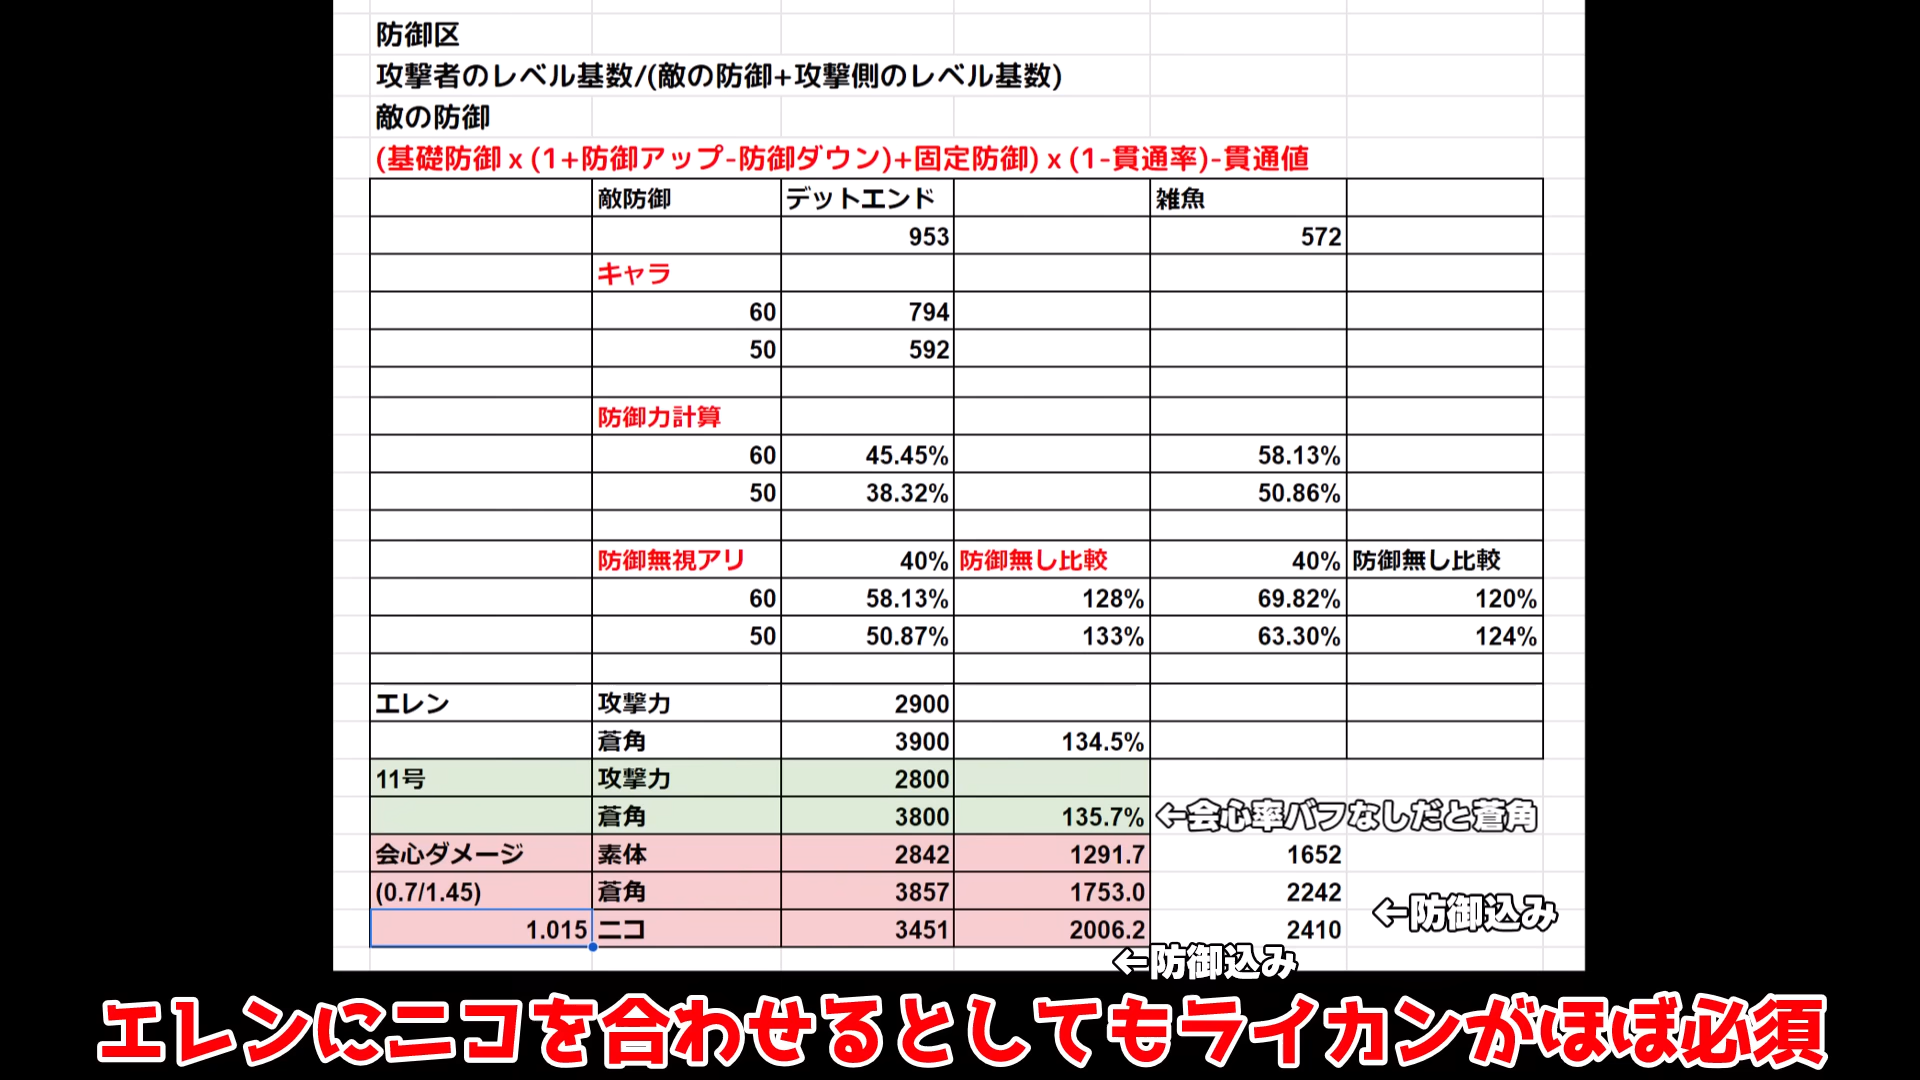 防御区
攻撃者のレベル基数/(敵の防御+攻撃側のレベル基数)
敵の防御
(基礎防御 x (1+防御アップ-防御ダウン)+固定防御) x (1-貫通率)-貫通値
敵防御 デットエンド 雑魚
953 572
キャラ
60 794
50 592
防御力計算
60 45.45% 58.13%
50 38.32% 50.86%
防御無視アリ 40% 防御無し比較 40% 防御無し比較
60 58.13% 128% 69.82% 120%
50 50.87% 133% 63.30% 124%
エレン 攻撃力 2900
蒼角 3900 134.5%
11号 攻撃力 2800
蒼角 3800 135.7% ←会心率バフなしだと蒼角
会心ダメージ 素体 2842 1291.7 1652
(0.7/1.45) 蒼角 3857 1753.0 2242 ←防御込み
1.015 ニコ 3451 2006.2 2410
←防御込み
エレンにニコを合わせるとしてもライカンがほぼ必須